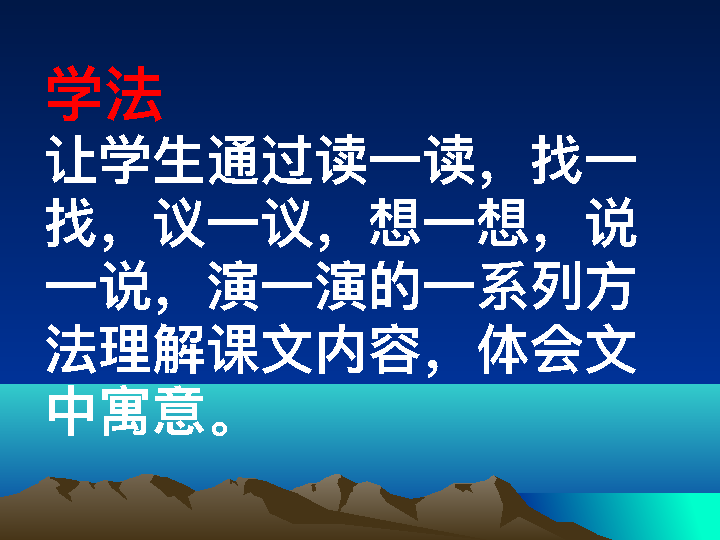 学法
让学生通过读一读，找一
找，议一议，想一想，说
一说，演一演的一系列方
法理解课文内容，体会文
中寓意。